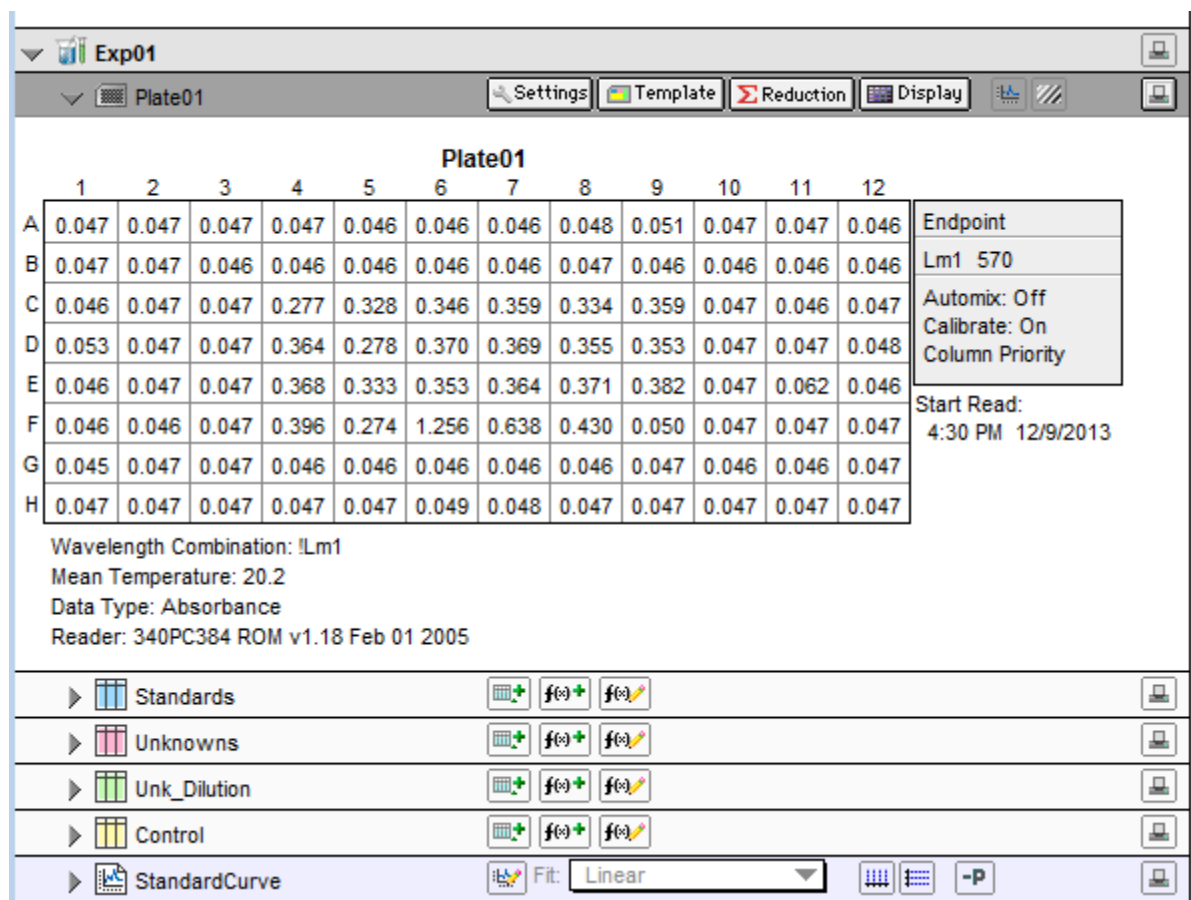 Exp01
Plate01 Settings Template Reduction Display
Plate01
1 2 3 4 5 6 7 8 9 10 11 12
A 0.047 0.047 0.047 0.047 0.046 0.046 0.046 0.048 0.051 0.047 0.047 0.046
B 0.047 0.047 0.046 0.046 0.046 0.046 0.046 0.047 0.046 0.046 0.046 0.046
C 0.046 0.047 0.047 0.277 0.328 0.346 0.359 0.334 0.359 0.047 0.046 0.047
D 0.053 0.047 0.047 0.364 0.278 0.370 0.369 0.355 0.353 0.047 0.047 0.048
E 0.046 0.047 0.047 0.368 0.333 0.353 0.364 0.371 0.382 0.047 0.062 0.046
F 0.046 0.046 0.047 0.396 0.274 1.256 0.638 0.430 0.050 0.047 0.047 0.047
G 0.045 0.047 0.047 0.046 0.046 0.046 0.046 0.046 0.047 0.046 0.046 0.047
H 0.047 0.047 0.047 0.047 0.047 0.049 0.048 0.047 0.047 0.047 0.047 0.047
Endpoint
Lm1 570
Automix: Off
Calibrate: On
Column Priority
Start Read:
4:30 PM 12/9/2013
Wavelength Combination: !Lm1
Mean Temperature: 20.2
Data Type: Absorbance
Reader: 340PC384 ROM v1.18 Feb 01 2005
Standards f(x) f(x)
Unknowns f(x) f(x)
Unk_Dilution f(x) f(x)
Control f(x) f(x)
StandardCurve Fit: Linear -P